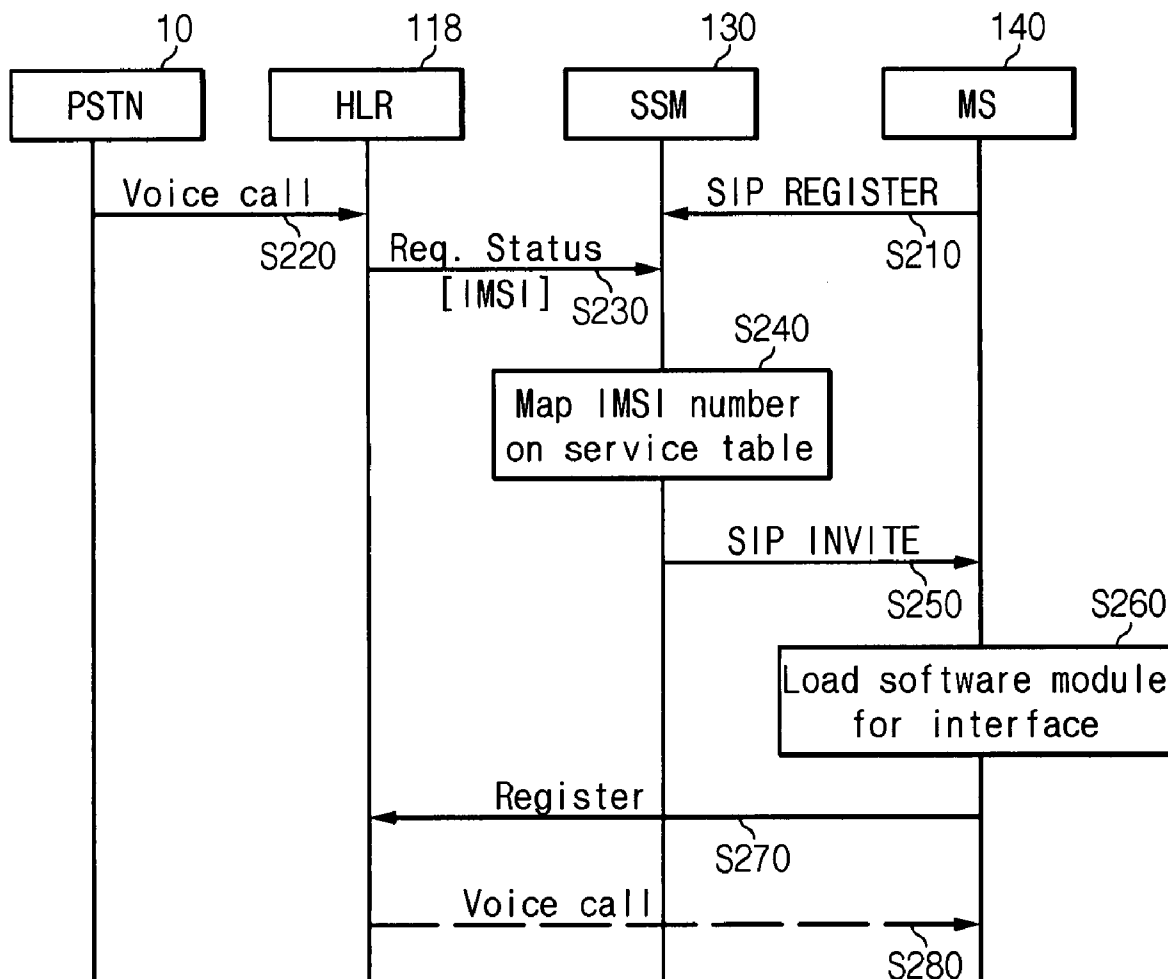 10
118
130
140
PSTN
HLR
SSM
MS
Voice call
SIP REGISTER
S220
S210
Req. Status
[IMSI]
S230
S240
Map IMSI number
on service table
SIP INVITE
S250
S260
Load software module
for interface
Register
S270
Voice call
S280